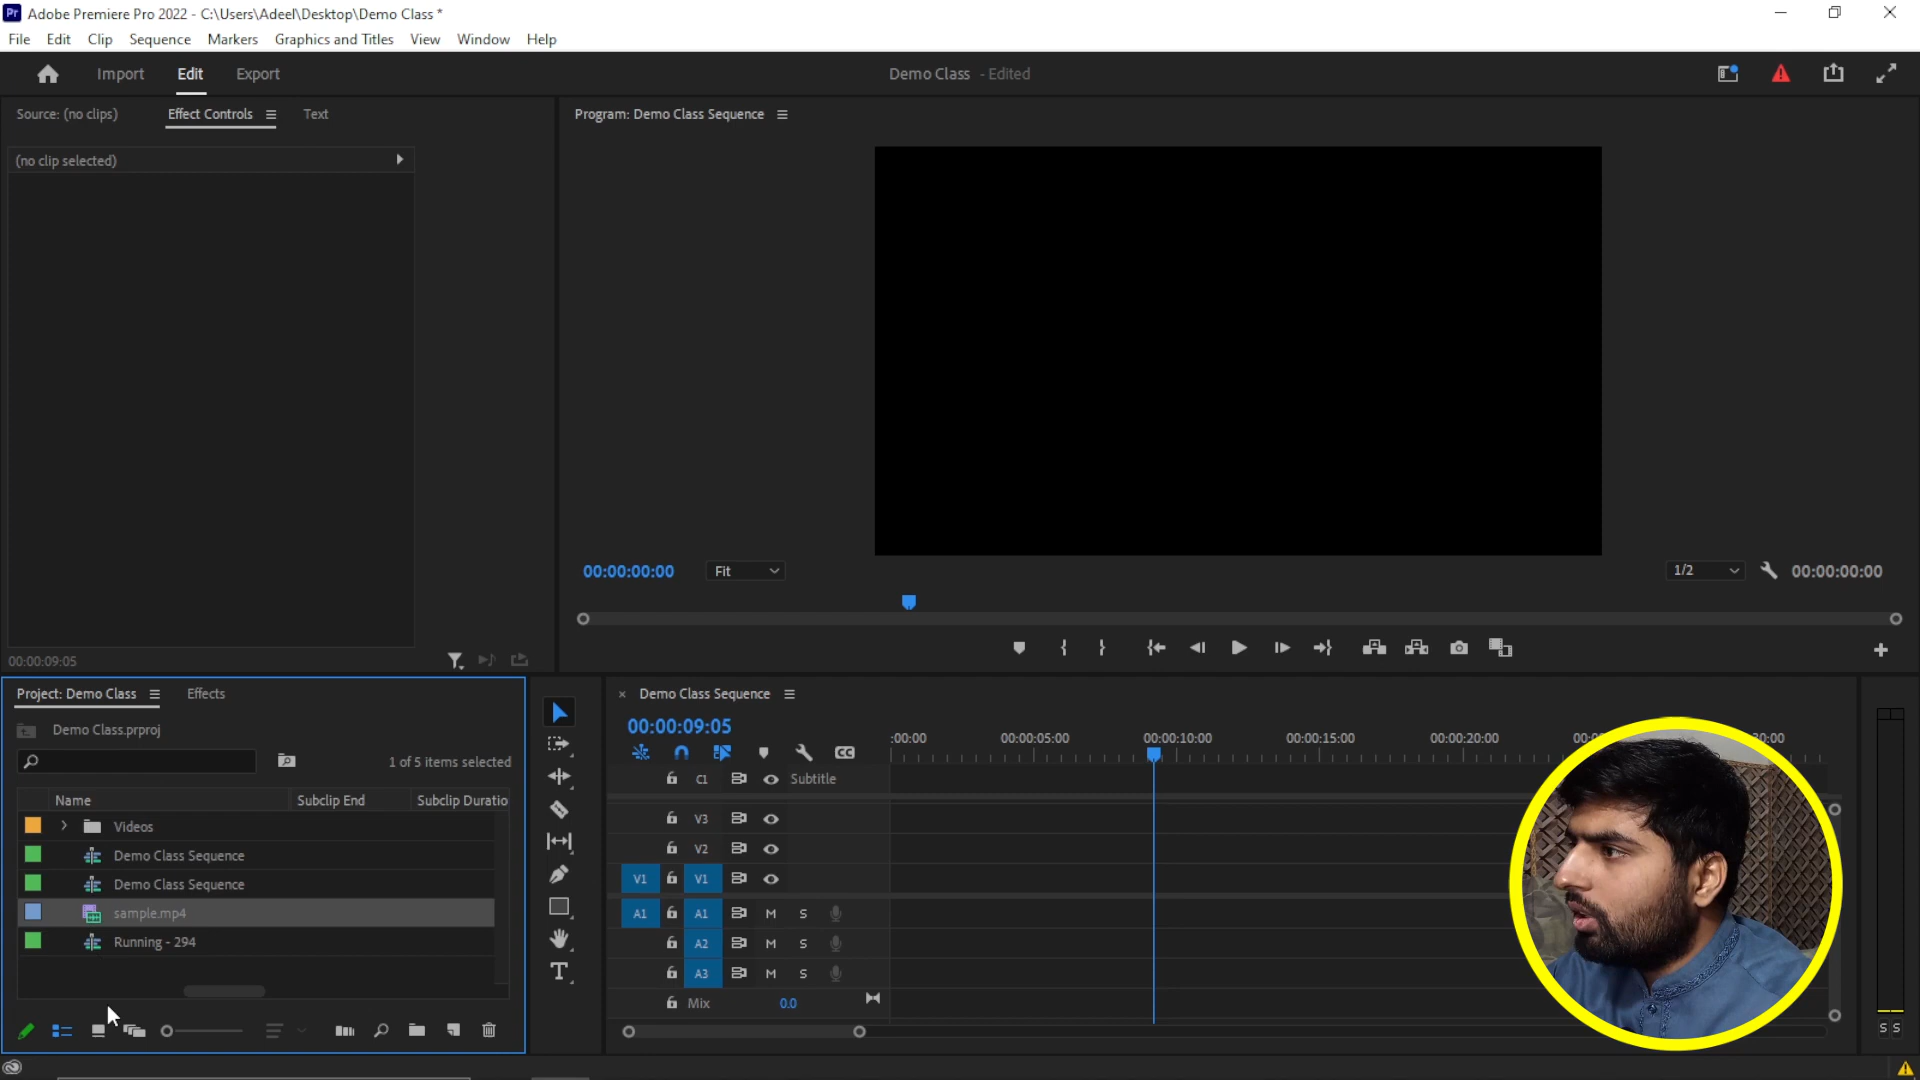 Pr Adobe Premiere Pro 2022 - C:\Users\Adeel\Desktop\Demo Class *
File Edit Clip Sequence Markers Graphics and Titles View Window Help
Import Edit Export
Demo Class - Edited
Source: (no clips) Effect Controls Text
Program: Demo Class Sequence
(no clip selected)
00:00:00:00 Fit 1/2 00:00:00:00
00:00:09:05
Project: Demo Class Effects
Demo Class.prproj
1 of 5 items selected
Name Subclip End Subclip Duratio
Videos
Demo Class Sequence
Demo Class Sequence
sample.mp4
Running - 294
T
× Demo Class Sequence
00:00:09:05
:00:00 00:00:05:00 00:00:10:00 00:00:15:00 00:00:20:00
CC
C1 Subtitle
V3
V2
V1 V1
A1 A1 M S
A2 M S
A3 M S
Mix 0.0
S S